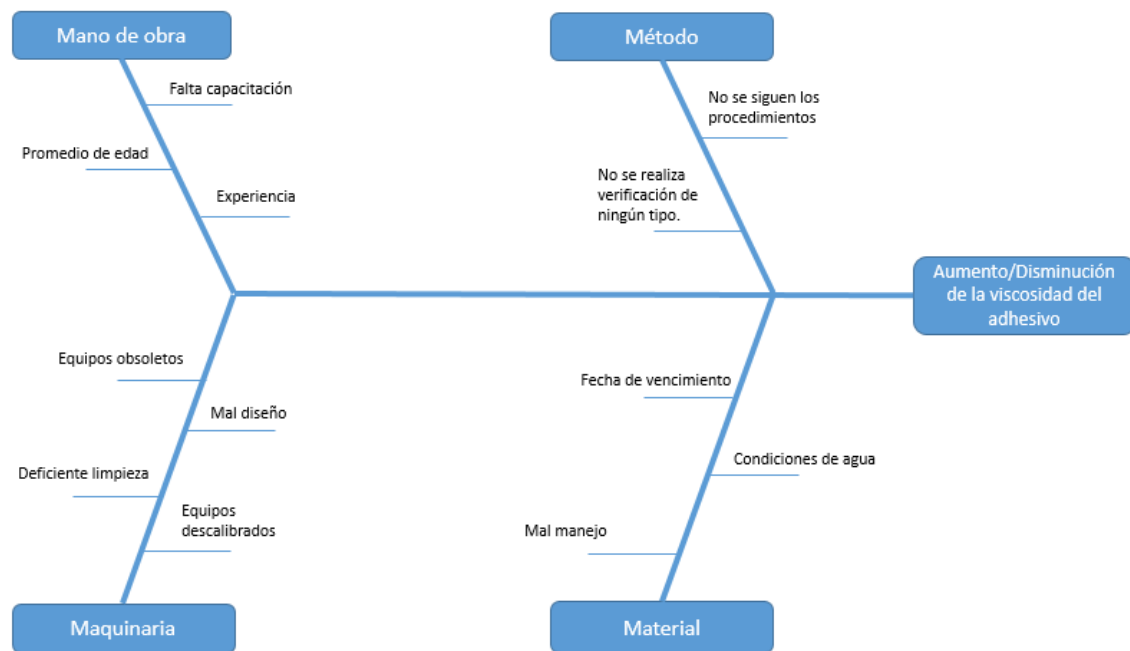 Mano de obra
Método
Falta capacitación
No se siguen los
procedimientos
Promedio de edad
No se realiza
verificación de
ningún tipo.
Experiencia
Aumento/Disminución
de la viscosidad del
adhesivo
Equipos obsoletos
Fecha de vencimiento
Mal diseño
Condiciones de agua
Deficiente limpieza
Equipos
descalibrados
Mal manejo
Maquinaria
Material